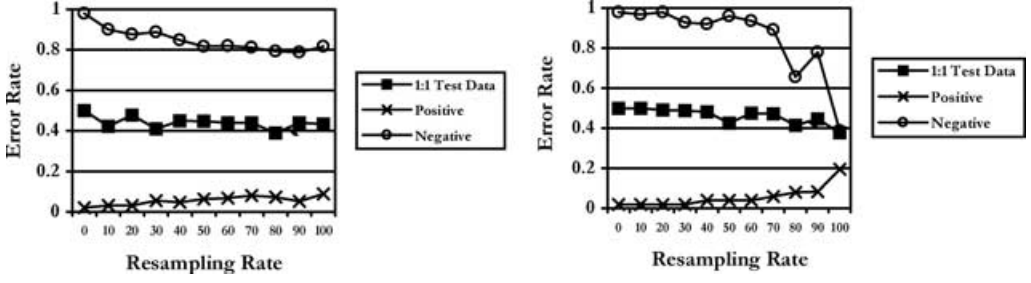 1
0.8
0.6
0.4
0.2
0
Error Rate
0 10 20 30 40 50 60 70 80 90 100
Resampling Rate
1:1 Test Data
Positive
Negative
1
0.8
0.6
0.4
0.2
0
Error Rate
0 10 20 30 40 50 60 70 80 90 100
Resampling Rate
1:1 Test Data
Positive
Negative